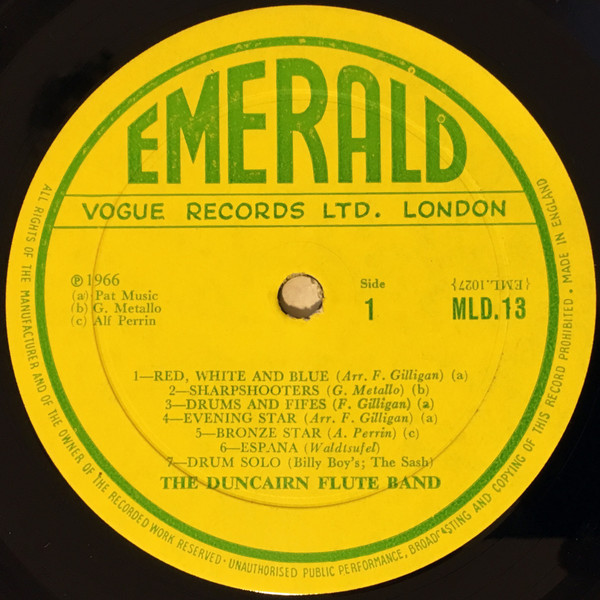 EMERALD
VOGUE RECORDS LTD. LONDON
℗1966
(a) Pat Music
(b) G. Metallo
(c) Alf Perrin
Side
1
{EML.1027}
MLD.13
1—RED, WHITE AND BLUE (Arr. F. Gilligan) (a)
2—SHARPSHOOTERS (G. Metallo) (b)
3—DRUMS AND FIFES (F. Gilligan) (a)
4—EVENING STAR (Arr. F. Gilligan) (a)
5—BRONZE STAR (A. Perrin) (c)
6—ESPANA (Waldtsufel)
7—DRUM SOLO (Billy Boy's; The Sash)
THE DUNCAIRN FLUTE BAND
ALL RIGHTS OF THE MANUFACTURER AND OF THE OWNER OF THE RECORDED WORK RESERVED · UNAUTHORISED PUBLIC PERFORMANCE, BROADCASTING AND COPYING OF THIS RECORD PROHIBITED · MADE IN ENGLAND